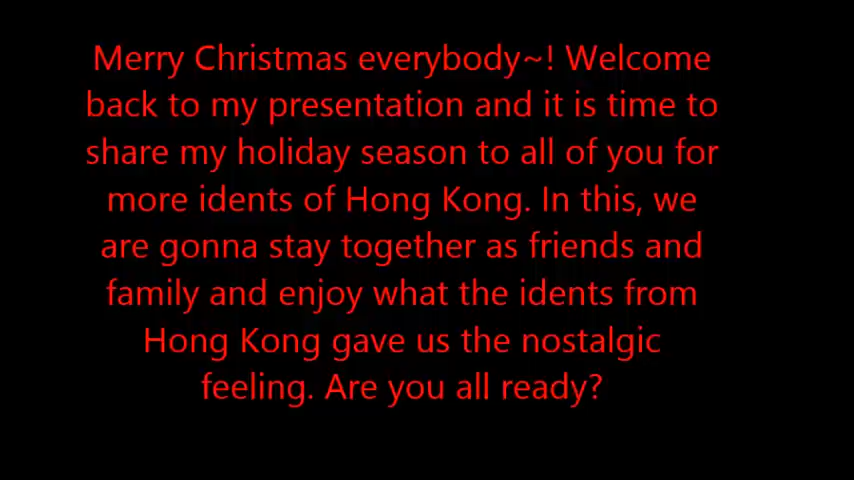 Merry Christmas everybody~! Welcome
back to my presentation and it is time to
share my holiday season to all of you for
more idents of Hong Kong. In this, we
are gonna stay together as friends and
family and enjoy what the idents from
Hong Kong gave us the nostalgic
feeling. Are you all ready?